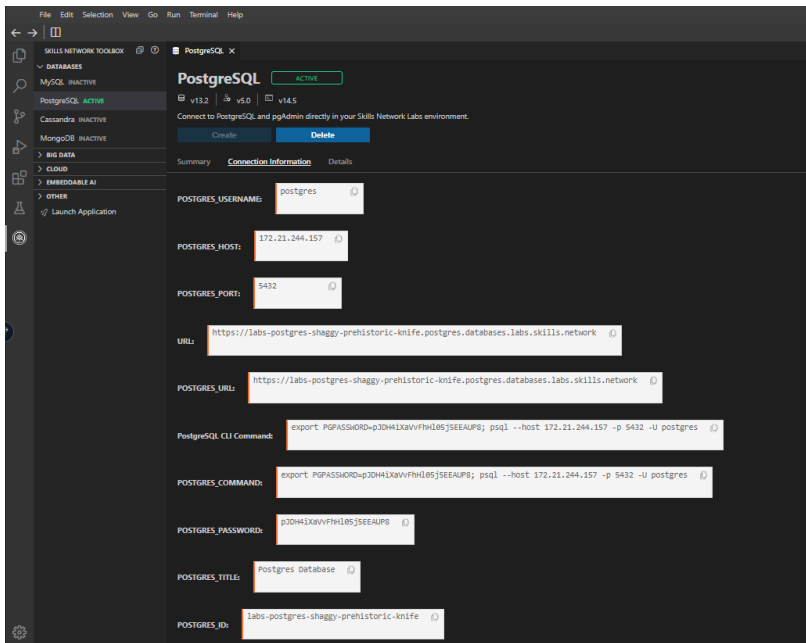 File Edit Selection View Go Run Terminal Help
SKILLS NETWORK TOOLBOX
PostgreSQL
DATABASES
MySQL INACTIVE
PostgreSQL ACTIVE
Cassandra INACTIVE
MongoDB INACTIVE
BIG DATA
CLOUD
EMBEDDABLE AI
OTHER
Launch Application
PostgreSQL ACTIVE
v13.2 v5.0 v14.5
Connect to PostgreSQL and pgAdmin directly in your Skills Network Labs environment.
Create Delete
Summary Connection Information Details
POSTGRES_USERNAME: postgres
POSTGRES_HOST: 172.21.244.157
POSTGRES_PORT: 5432
URL: https://labs-postgres-shaggy-prehistoric-knife.postgres.databases.labs.skills.network
POSTGRES_URL: https://labs-postgres-shaggy-prehistoric-knife.postgres.databases.labs.skills.network
PostgreSQL CLI Command: export PGPASSWORD=pJDH4iXaVvFhHl05j5EEAUP8; psql --host 172.21.244.157 -p 5432 -U postgres
POSTGRES_COMMAND: export PGPASSWORD=pJDH4iXaVvFhHl05j5EEAUP8; psql --host 172.21.244.157 -p 5432 -U postgres
POSTGRES_PASSWORD: pJDH4iXaVvFhHl05j5EEAUP8
POSTGRES_TITLE: Postgres Database
POSTGRES_ID: labs-postgres-shaggy-prehistoric-knife